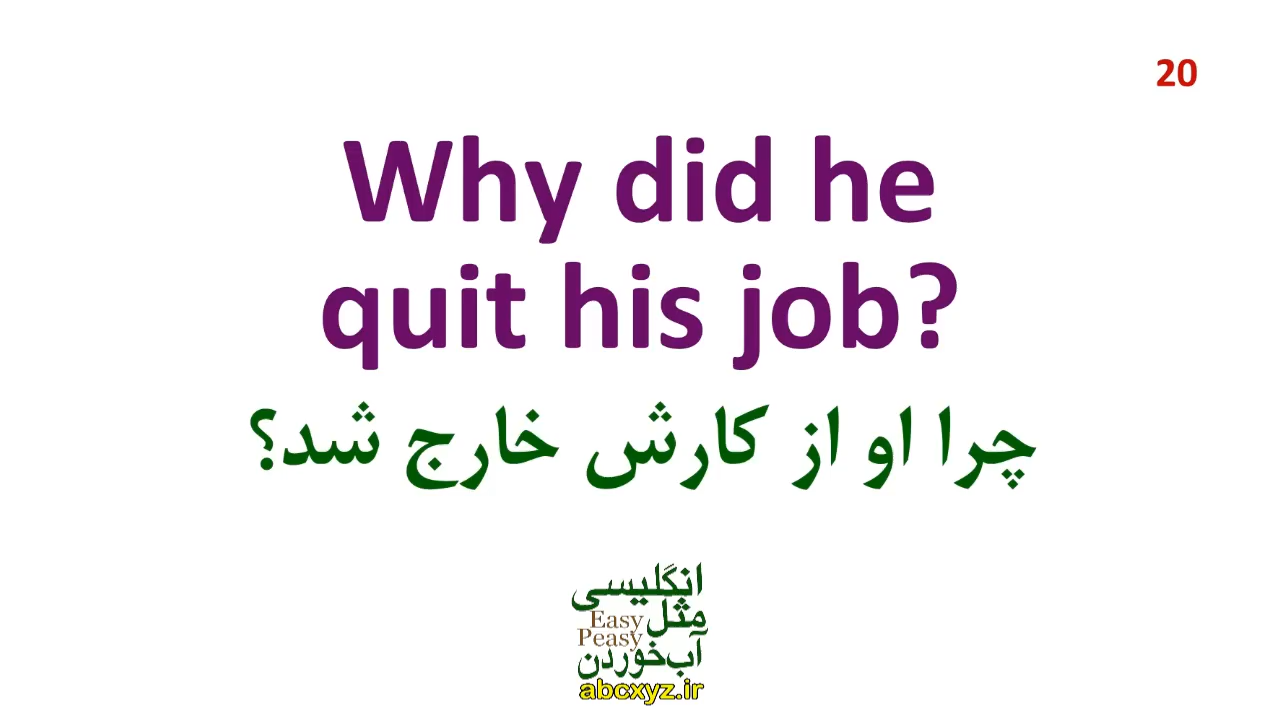 20
Why did he
quit his job?
چرا او از کارش خارج شد؟
انگلیسی
مثل
Easy
Peasy
آب‌خوردن
abcxyz.ir